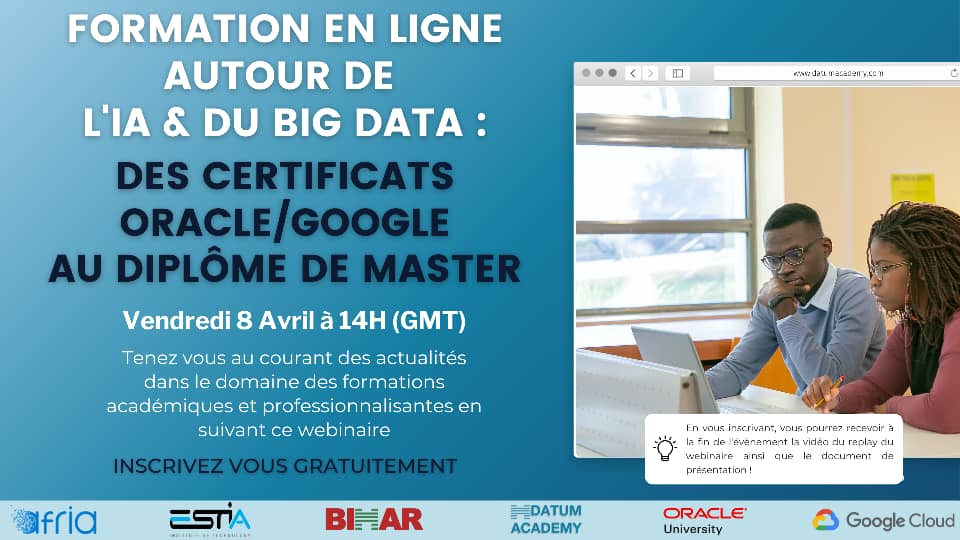 FORMATION EN LIGNE
AUTOUR DE
L'IA & DU BIG DATA :
DES CERTIFICATS
ORACLE/GOOGLE
AU DIPLÔME DE MASTER
Vendredi 8 Avril à 14H (GMT)
Tenez vous au courant des actualités
dans le domaine des formations
académiques et professionnalisantes en
suivant ce webinaire
INSCRIVEZ VOUS GRATUITEMENT
www.datumacademy.com
En vous inscrivant, vous pourrez recevoir à
la fin de l'évènement la vidéo du replay du
webinaire ainsi que le document de
présentation !
afria
ESTIA
INSTITUTE OF TECHNOLOGY
BIHAR
DATUM
ACADEMY
ORACLE
University
Google Cloud